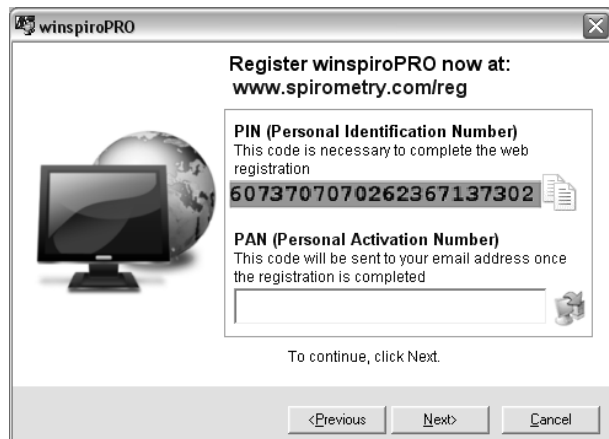 winspiroPRO
Register winspiroPRO now at:
www.spirometry.com/reg
PIN (Personal Identification Number)
This code is necessary to complete the web
registration
6073707070262367137302
PAN (Personal Activation Number)
This code will be sent to your email address once
the registration is completed
To continue, click Next.
<Previous
Next>
Cancel